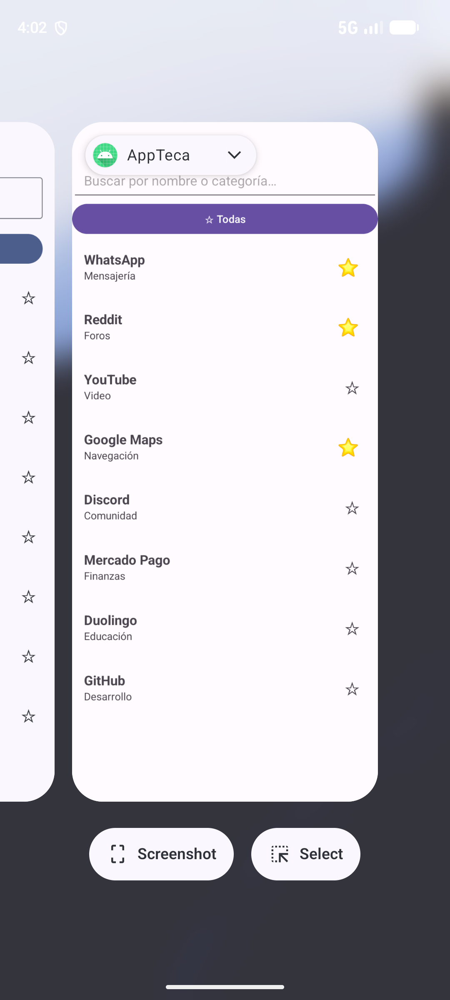 4:02
5G
AppTeca
Buscar por nombre o categoría...
☆ Todas
WhatsApp
Mensajería
Reddit
Foros
YouTube
Video
Google Maps
Navegación
Discord
Comunidad
Mercado Pago
Finanzas
Duolingo
Educación
GitHub
Desarrollo
Screenshot
Select